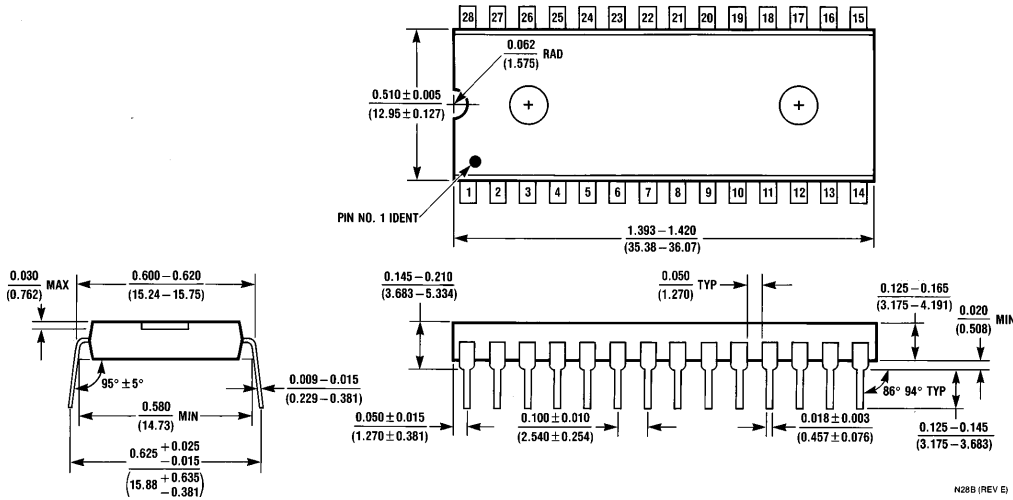 28 27 26 25 24 23 22 21 20 19 18 17 16 15
0.062
(1.575)
RAD
0.510 ± 0.005
(12.95 ± 0.127)
1 2 3 4 5 6 7 8 9 10 11 12 13 14
PIN NO. 1 IDENT
1.393 – 1.420
(35.38 – 36.07)
0.030
(0.762)
MAX
0.600 – 0.620
(15.24 – 15.75)
95° ± 5°
0.009 – 0.015
(0.229 – 0.381)
0.580
(14.73)
MIN
0.625 + 0.025
– 0.015
(15.88 + 0.635
– 0.381)
0.145 – 0.210
(3.683 – 5.334)
0.050
(1.270)
TYP
0.125 – 0.165
(3.175 – 4.191)
0.020
(0.508)
MIN
86° 94° TYP
0.050 ± 0.015
(1.270 ± 0.381)
0.100 ± 0.010
(2.540 ± 0.254)
0.018 ± 0.003
(0.457 ± 0.076)
0.125 – 0.145
(3.175 – 3.683)
N28B (REV E)